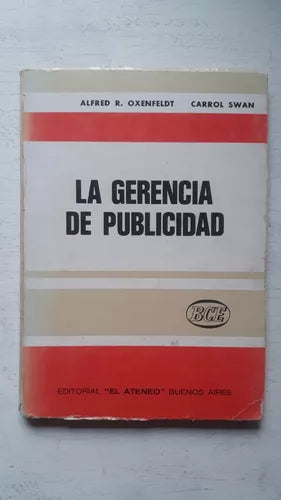 ALFRED R. OXENFELDT CARROL SWAN
LA GERENCIA
DE PUBLICIDAD
BCE
EDITORIAL "EL ATENEO" BUENOS AIRES